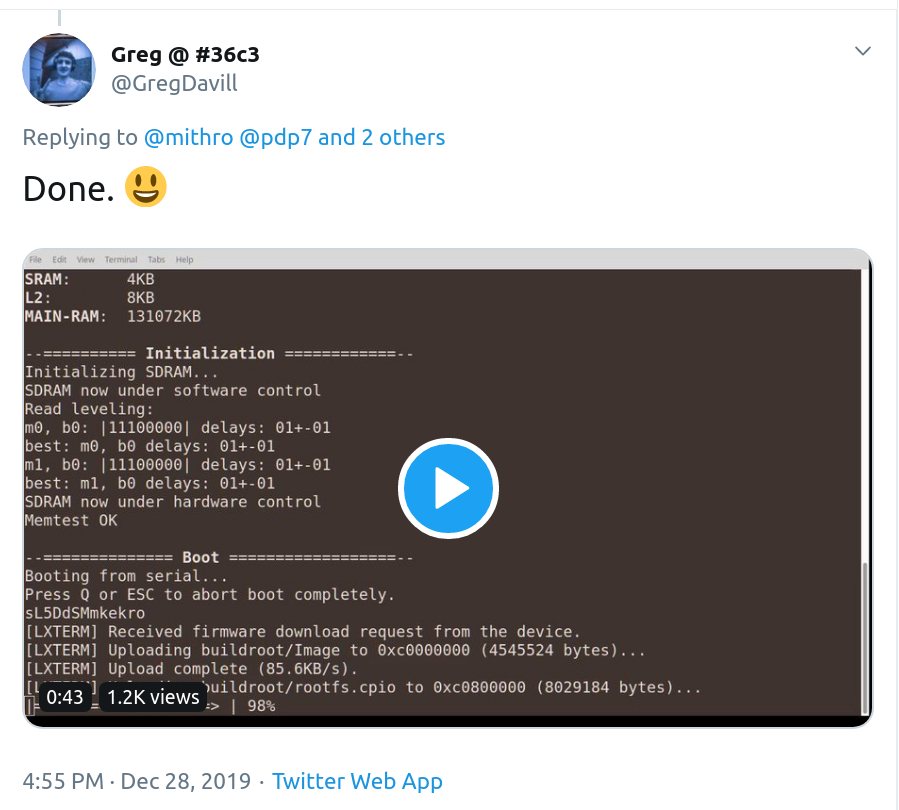 Greg @ #36c3
@GregDavill
Replying to @mithro @pdp7 and 2 others
Done. 😃
File Edit View Terminal Tabs Help
SRAM: 4KB
L2: 8KB
MAIN-RAM: 131072KB
--========== Initialization ============--
Initializing SDRAM...
SDRAM now under software control
Read leveling:
m0, b0: |11100000| delays: 01+-01
best: m0, b0 delays: 01+-01
m1, b0: |11100000| delays: 01+-01
best: m1, b0 delays: 01+-01
SDRAM now under hardware control
Memtest OK
--============== Boot ==================--
Booting from serial...
Press Q or ESC to abort boot completely.
sL5DdSMmkekro
[LXTERM] Received firmware download request from the device.
[LXTERM] Uploading buildroot/Image to 0xc0000000 (4545524 bytes)...
[LXTERM] Upload complete (85.6KB/s).
buildroot/rootfs.cpio to 0xc0800000 (8029184 bytes)...
0:43 1.2K views
=> | 98%
4:55 PM · Dec 28, 2019 · Twitter Web App